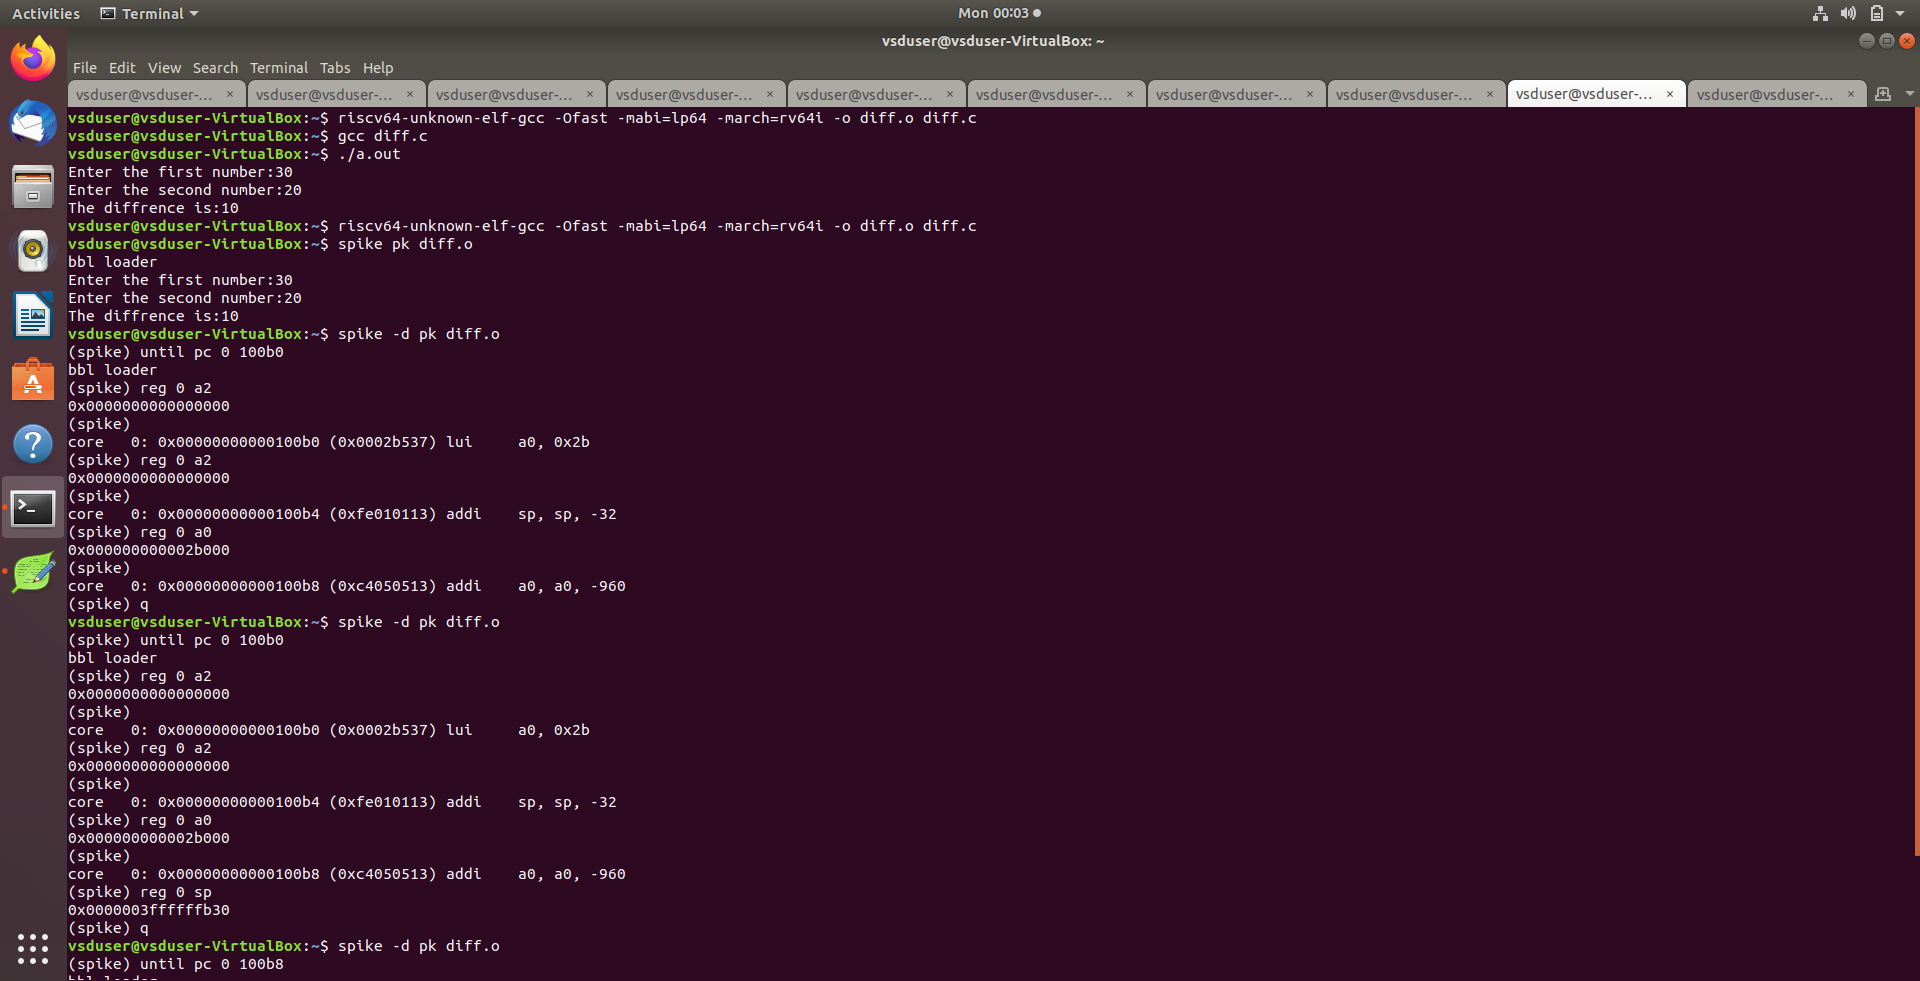 Activities Terminal Mon 00:03
vsduser@vsduser-VirtualBox: ~
File Edit View Search Terminal Tabs Help
vsduser@vsduser-... × vsduser@vsduser-... × vsduser@vsduser-... × vsduser@vsduser-... × vsduser@vsduser-... × vsduser@vsduser-... × vsduser@vsduser-... × vsduser@vsduser-... × vsduser@vsduser-... × vsduser@vsduser-... ×
vsduser@vsduser-VirtualBox:~$ riscv64-unknown-elf-gcc -Ofast -mabi=lp64 -march=rv64i -o diff.o diff.c
vsduser@vsduser-VirtualBox:~$ gcc diff.c
vsduser@vsduser-VirtualBox:~$ ./a.out
Enter the first number:30
Enter the second number:20
The diffrence is:10
vsduser@vsduser-VirtualBox:~$ riscv64-unknown-elf-gcc -Ofast -mabi=lp64 -march=rv64i -o diff.o diff.c
vsduser@vsduser-VirtualBox:~$ spike pk diff.o
bbl loader
Enter the first number:30
Enter the second number:20
The diffrence is:10
vsduser@vsduser-VirtualBox:~$ spike -d pk diff.o
(spike) until pc 0 100b0
bbl loader
(spike) reg 0 a2
0x0000000000000000
(spike)
core   0: 0x00000000000100b0 (0x0002b537) lui     a0, 0x2b
(spike) reg 0 a2
0x0000000000000000
(spike)
core   0: 0x00000000000100b4 (0xfe010113) addi    sp, sp, -32
(spike) reg 0 a0
0x000000000002b000
(spike)
core   0: 0x00000000000100b8 (0xc4050513) addi    a0, a0, -960
(spike) q
vsduser@vsduser-VirtualBox:~$ spike -d pk diff.o
(spike) until pc 0 100b0
bbl loader
(spike) reg 0 a2
0x0000000000000000
(spike)
core   0: 0x00000000000100b0 (0x0002b537) lui     a0, 0x2b
(spike) reg 0 a2
0x0000000000000000
(spike)
core   0: 0x00000000000100b4 (0xfe010113) addi    sp, sp, -32
(spike) reg 0 a0
0x000000000002b000
(spike)
core   0: 0x00000000000100b8 (0xc4050513) addi    a0, a0, -960
(spike) reg 0 sp
0x0000003ffffffb30
(spike) q
vsduser@vsduser-VirtualBox:~$ spike -d pk diff.o
(spike) until pc 0 100b8